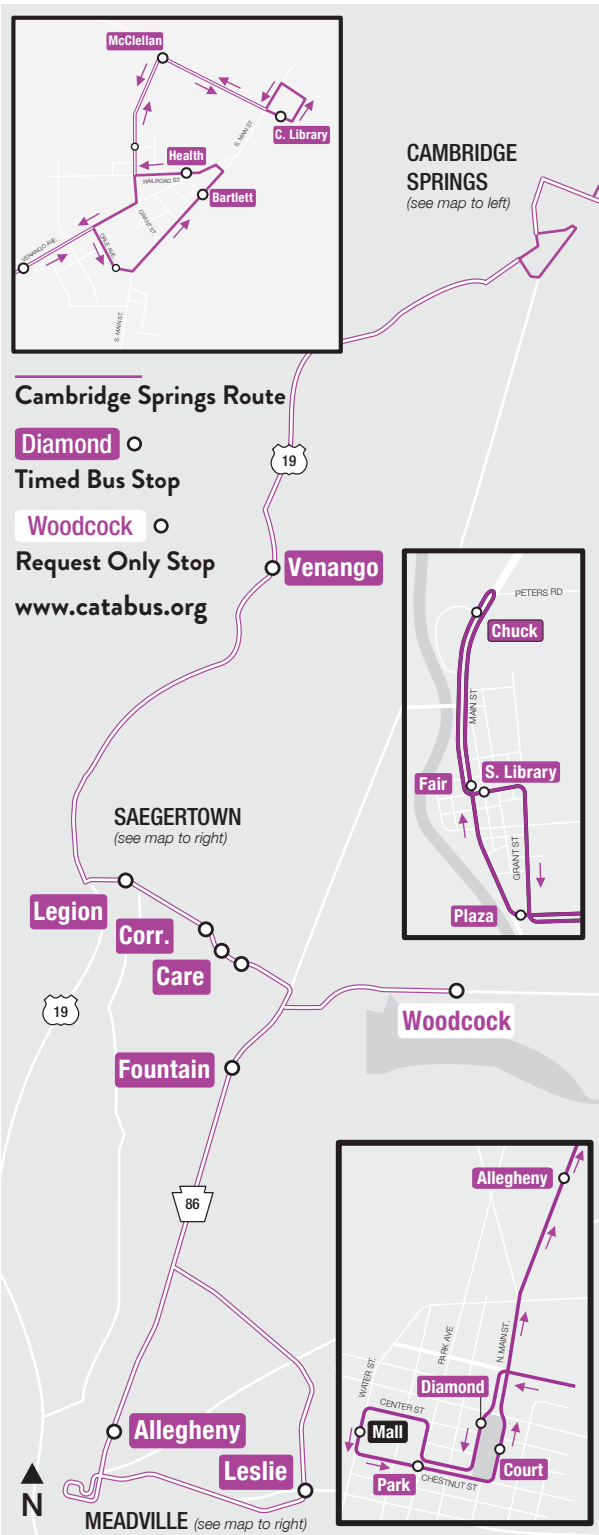 McClellan
C. Library
S. MAIN ST.
Health
RAILROAD ST.
Bartlett
GRANT ST.
VENANGO AVE.
DALE AVE.
S. MAIN ST.
CAMBRIDGE
SPRINGS
(see map to left)
Cambridge Springs Route
Diamond
Timed Bus Stop
Woodcock
Request Only Stop
www.catabus.org
19
Venango
PETERS RD
Chuck
MAIN ST
Fair
S. Library
GRANT ST
Plaza
SAEGERTOWN
(see map to right)
Legion
Corr.
Care
19
Woodcock
Fountain
86
Allegheny
N. MAIN ST.
PARK AVE
WATER ST.
Diamond
CENTER ST
Mall
Park
CHESTNUT ST
Court
Allegheny
Leslie
N
MEADVILLE (see map to right)